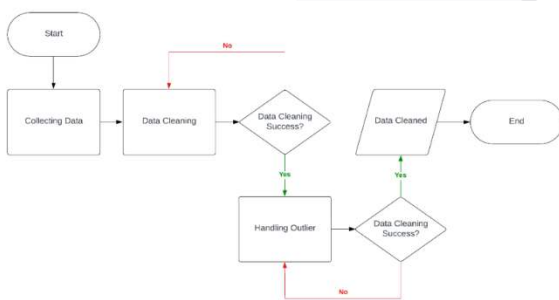 Start
No
Collecting Data
Data Cleaning
Data Cleaning
Success?
Data Cleaned
End
Yes
Yes
Handling Outlier
Data Cleaning
Success?
No